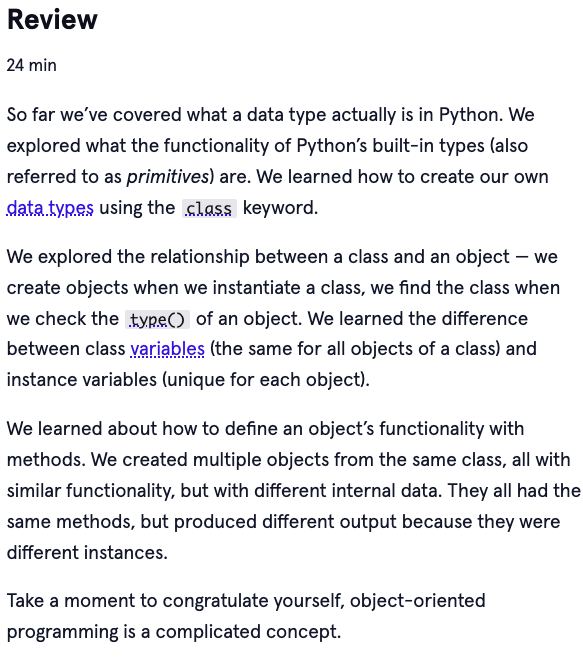 Review
24 min
So far we’ve covered what a data type actually is in Python. We
explored what the functionality of Python’s built-in types (also
referred to as primitives) are. We learned how to create our own
data types using the class keyword.
We explored the relationship between a class and an object — we
create objects when we instantiate a class, we find the class when
we check the type() of an object. We learned the difference
between class variables (the same for all objects of a class) and
instance variables (unique for each object).
We learned about how to define an object’s functionality with
methods. We created multiple objects from the same class, all with
similar functionality, but with different internal data. They all had the
same methods, but produced different output because they were
different instances.
Take a moment to congratulate yourself, object-oriented
programming is a complicated concept.